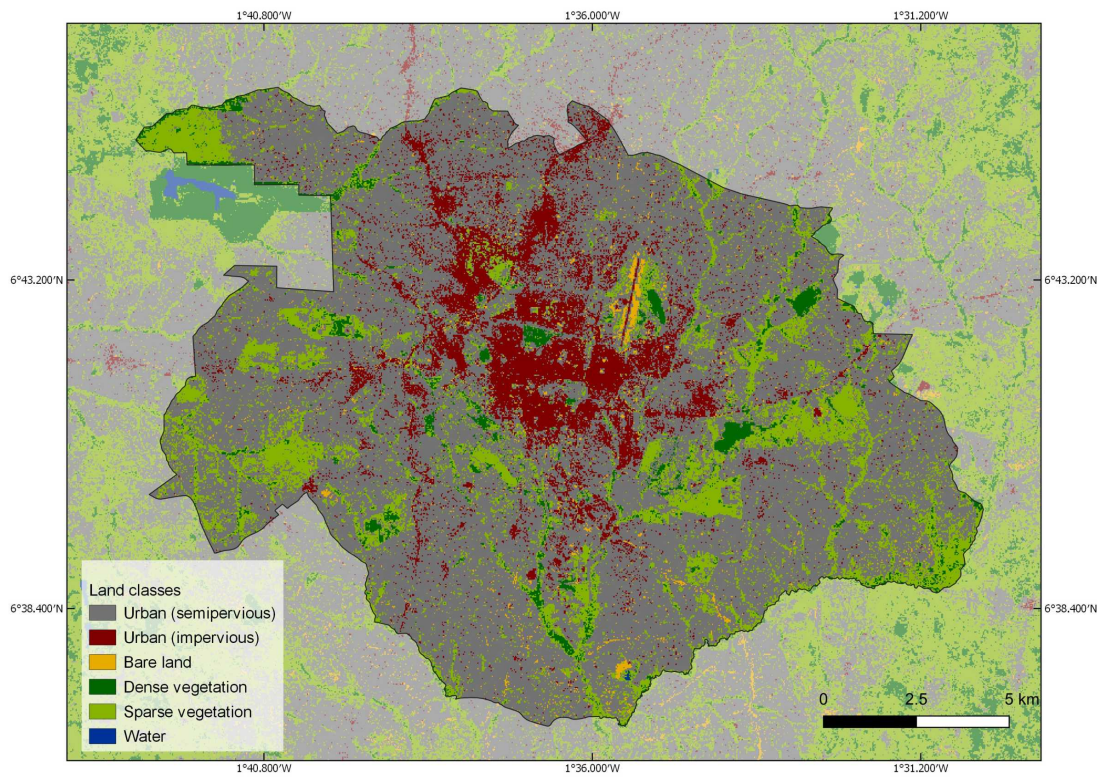 1°40.800'W 1°36.000'W 1°31.200'W
6°43.200'N 6°43.200'N
Land classes
Urban (semipervious)
6°38.400'N 6°38.400'N
Urban (impervious)
Bare land
Dense vegetation
0 2.5 5 km
Sparse vegetation
Water
1°40.800'W 1°36.000'W 1°31.200'W